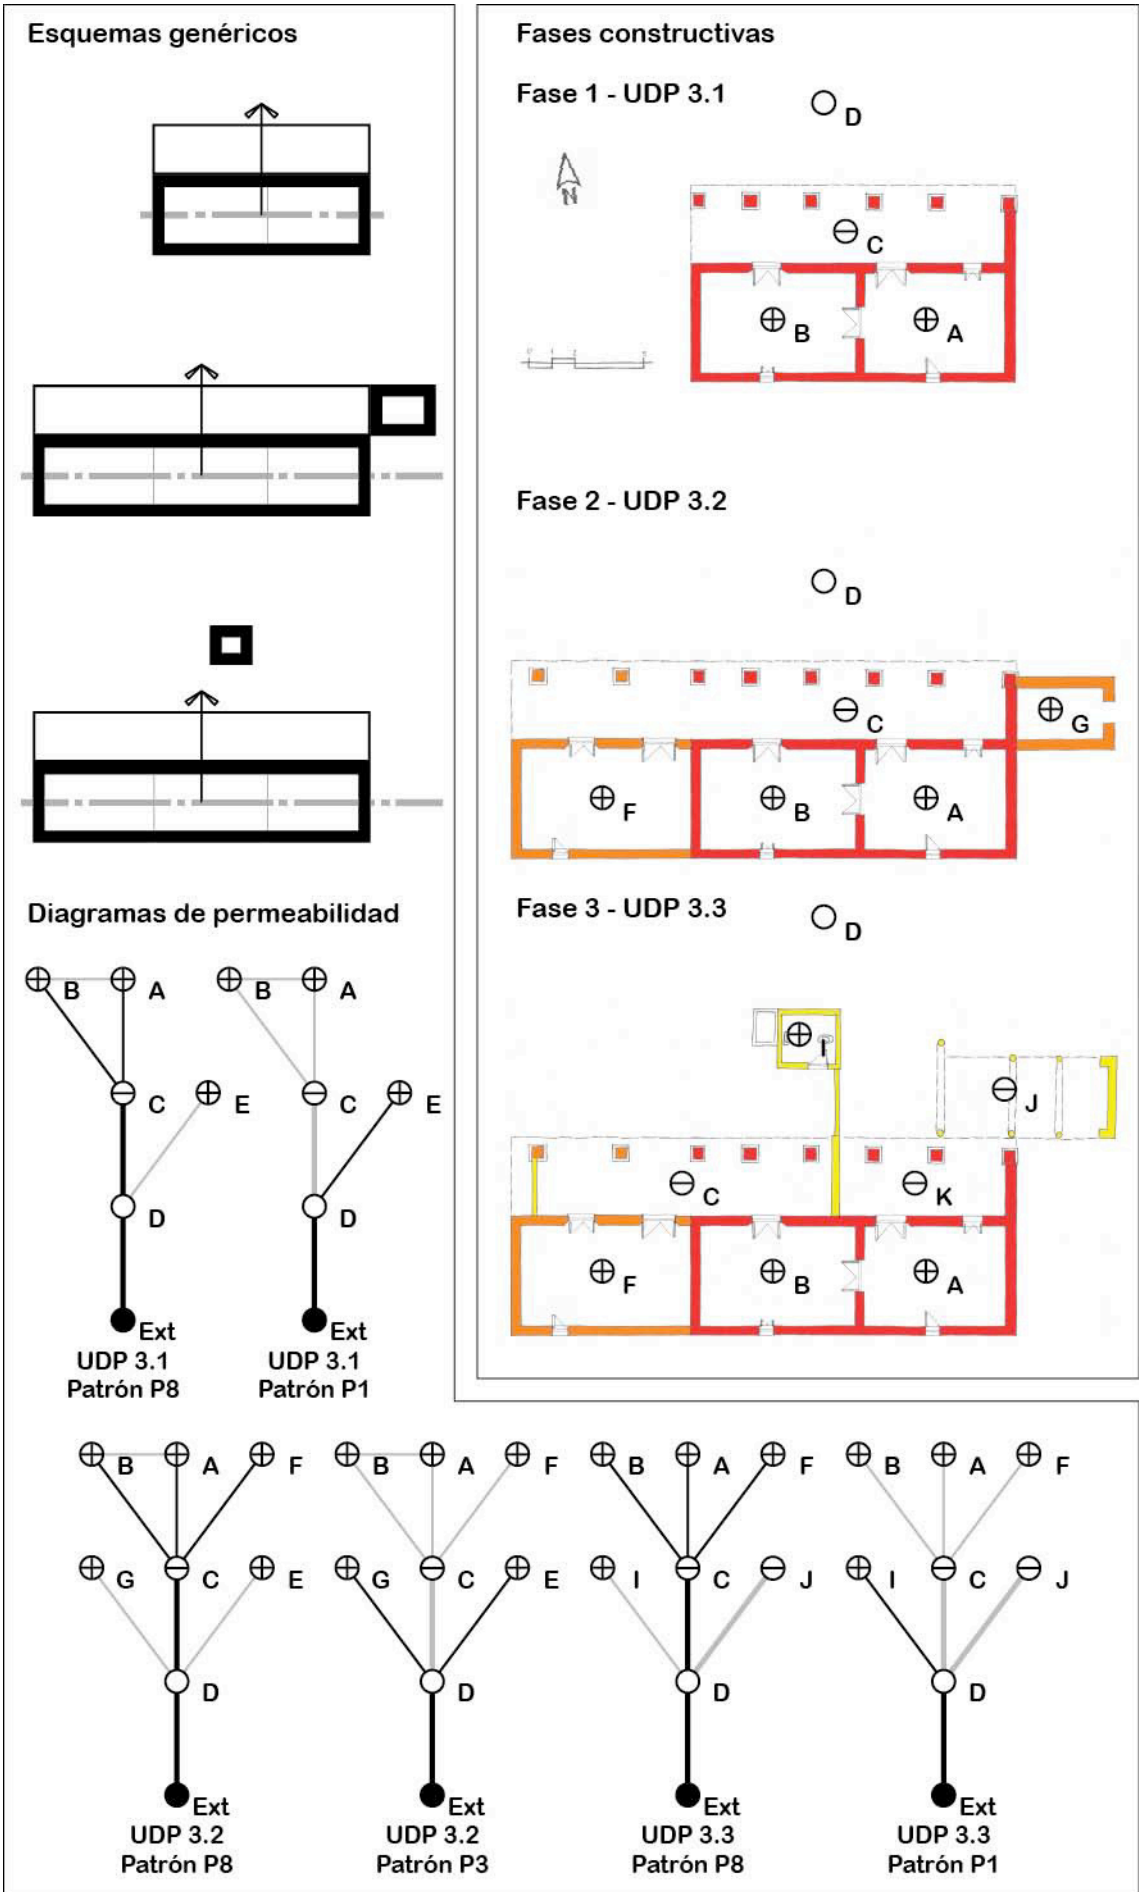 Esquemas genéricos
Diagramas de permeabilidad
B A B A
C E C E
D D
Ext Ext
UDP 3.1 UDP 3.1
Patrón P8 Patrón P1
Fases constructivas
Fase 1 - UDP 3.1
D
N
C
B A
Fase 2 - UDP 3.2
D
C G
F B A
Fase 3 - UDP 3.3
D
I
J
C K
F B A
B A F B A F B A F B A F
G C E G C E I C J I C J
D D D D
Ext Ext Ext Ext
UDP 3.2 UDP 3.2 UDP 3.3 UDP 3.3
Patrón P8 Patrón P3 Patrón P8 Patrón P1